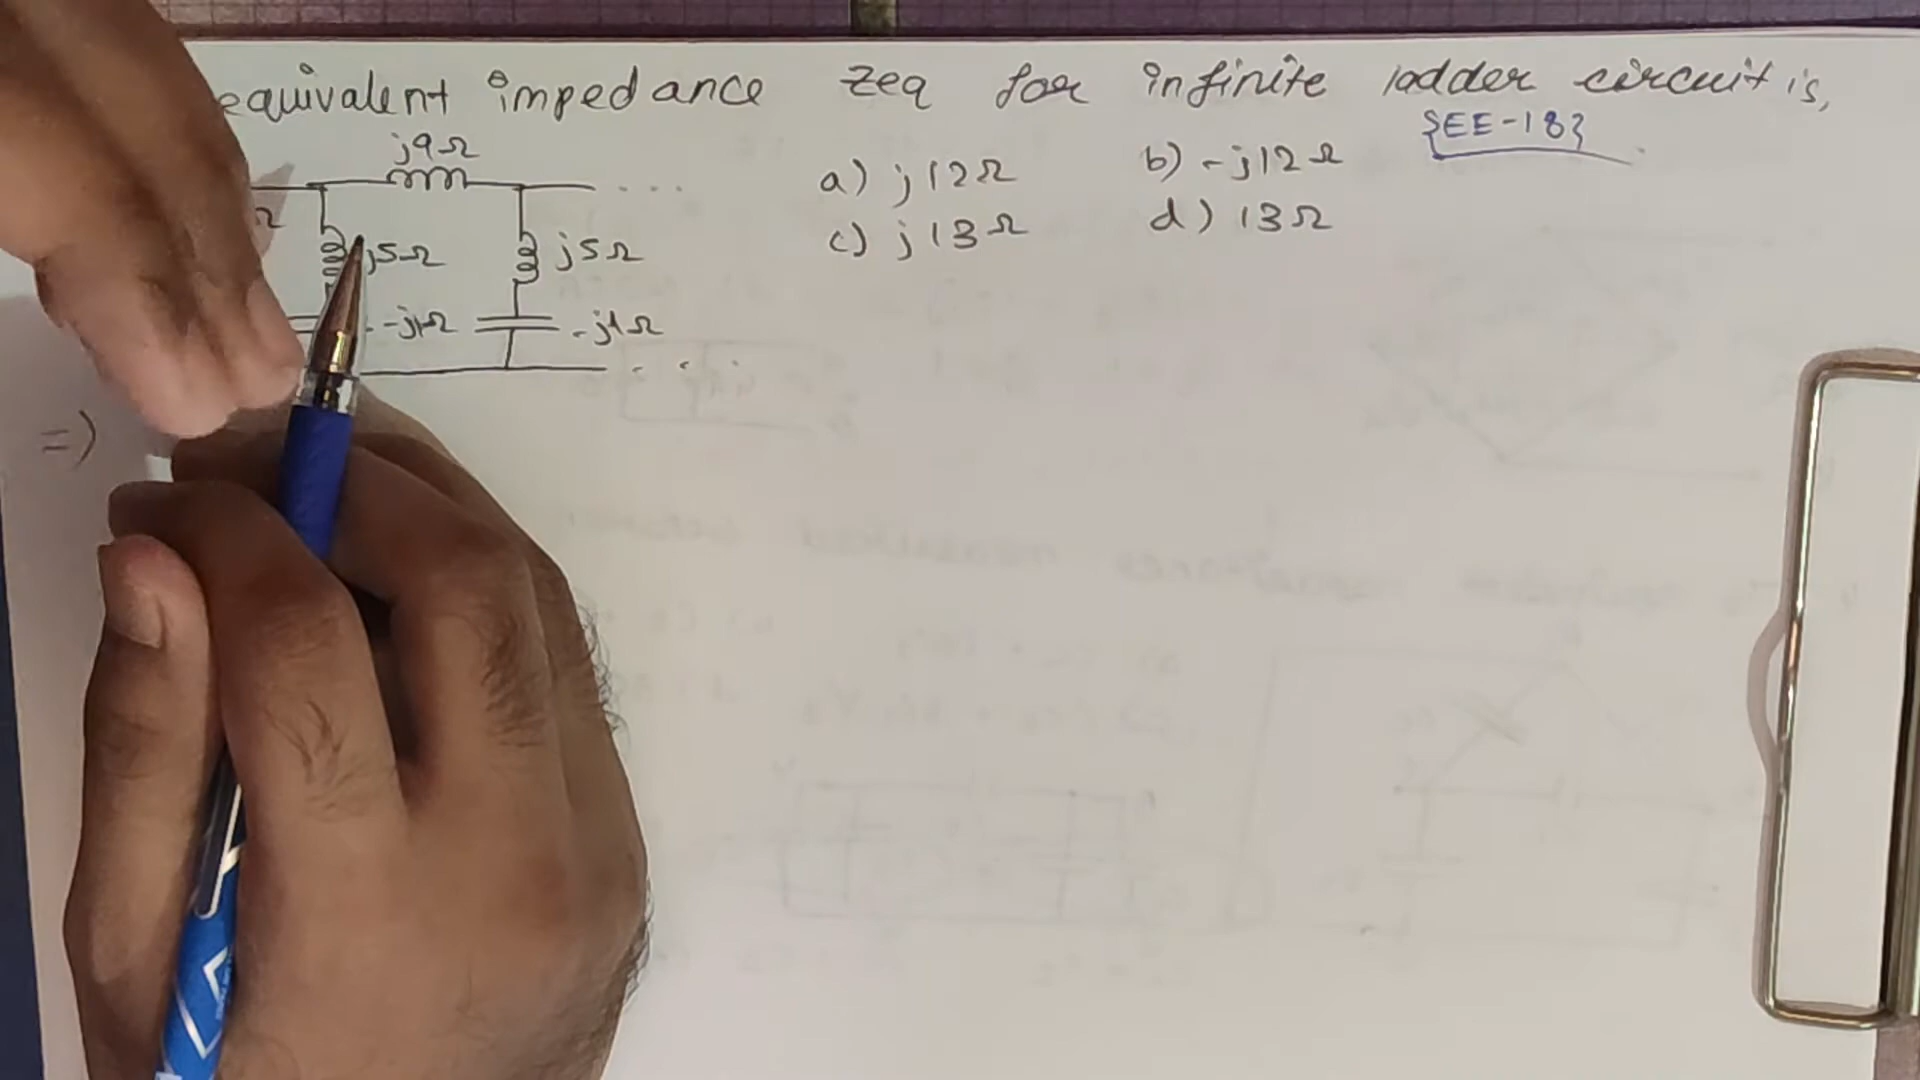 equivalent impedance zeq for infinite ladder circuit is,
{EE-18}
j9Ω
a) j12Ω b) -j12Ω
c) j13Ω d) 13Ω
Ω
j5Ω j5Ω
-j1Ω -j1Ω
=)